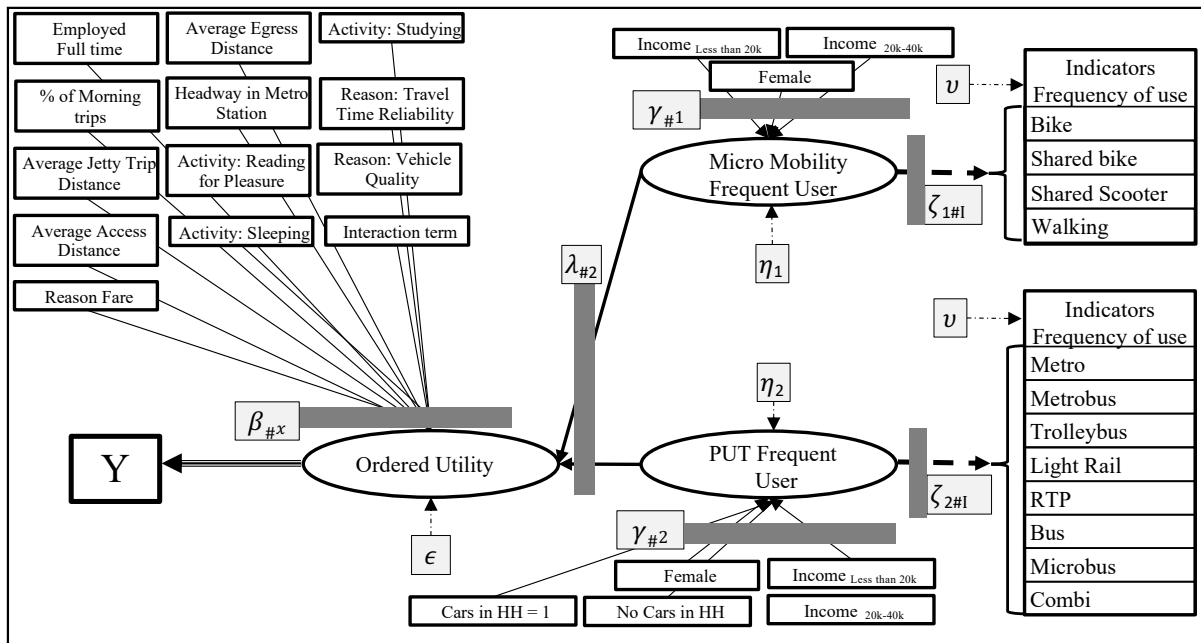 Employed
Full time
Average Egress
Distance
Activity: Studying
% of Morning
trips
Headway in Metro
Station
Reason: Travel
Time Reliability
Average Jetty Trip
Distance
Activity: Reading
for Pleasure
Reason: Vehicle
Quality
Average Access
Distance
Activity: Sleeping
Interaction term
Reason Fare
Income Less than 20k
Income 20k-40k
Female
γ#1
Micro Mobility
Frequent User
η1
ζ1#I
υ
Indicators
Frequency of use
Bike
Shared bike
Shared Scooter
Walking
λ#2
β#x
Y
Ordered Utility
ϵ
η2
PUT Frequent
User
ζ2#I
γ#2
Female
Income Less than 20k
Cars in HH = 1
No Cars in HH
Income 20k-40k
υ
Indicators
Frequency of use
Metro
Metrobus
Trolleybus
Light Rail
RTP
Bus
Microbus
Combi